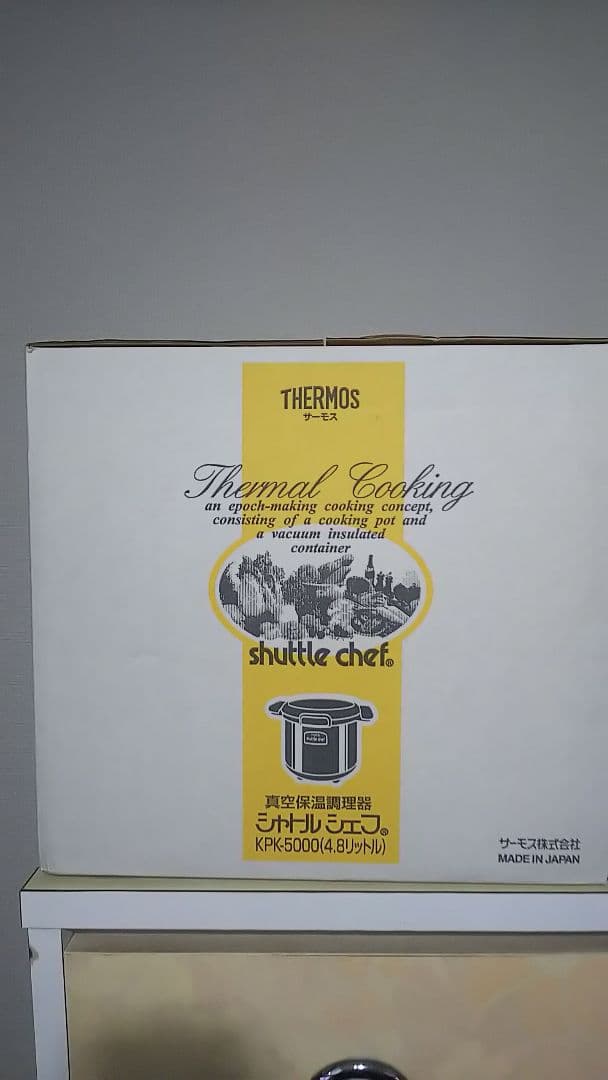 THERMOS
サーモス
Thermal Cooking
an epoch-making cooking concept,
consisting of a cooking pot and
a vacuum insulated
container
shuttle chef®
真空保温調理器
シャトルシェフ®
KPK-5000(4.8リットル)
サーモス株式会社
MADE IN JAPAN